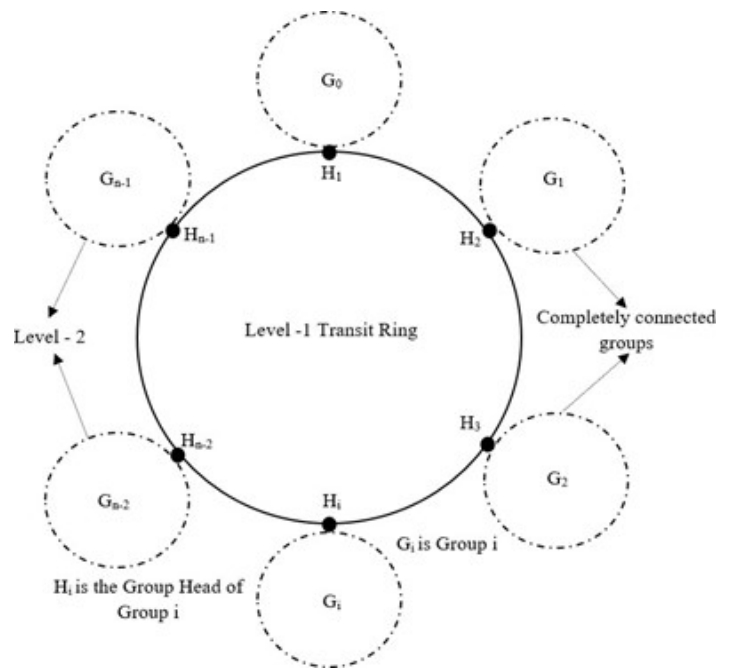 G₀
H₁
Gₙ₋₁
G₁
Hₙ₋₁
H₂
Level - 2
Level -1 Transit Ring
Completely connected
groups
H₃
Hₙ₋₂
G₂
Gₙ₋₂
Hᵢ
Gᵢ is Group i
Hᵢ is the Group Head of
Group i
Gᵢ